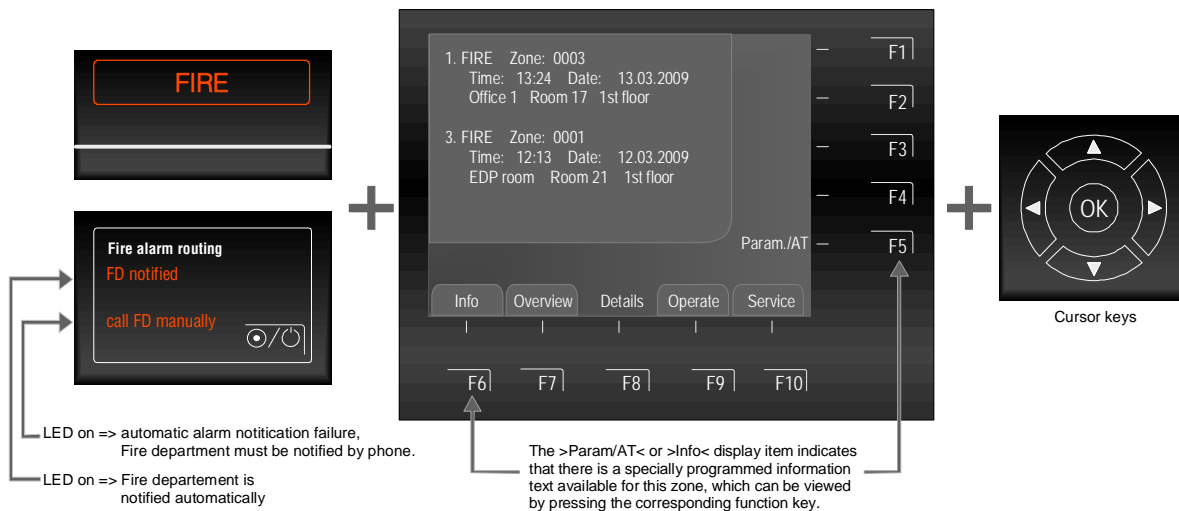 FIRE
Fire alarm routing
FD notified
call FD manually
LED on => automatic alarm notitication failure,
Fire department must be notified by phone.
LED on => Fire departement is
notified automatically
1. FIRE Zone: 0003
Time: 13:24 Date: 13.03.2009
Office 1 Room 17 1st floor
3. FIRE Zone: 0001
Time: 12:13 Date: 12.03.2009
EDP room Room 21 1st floor
Param./AT
Info Overview Details Operate Service
F1
F2
F3
F4
F5
F6 F7 F8 F9 F10
The >Param/AT< or >Info< display item indicates
that there is a specially programmed information
text available for this zone, which can be viewed
by pressing the corresponding function key.
OK
Cursor keys